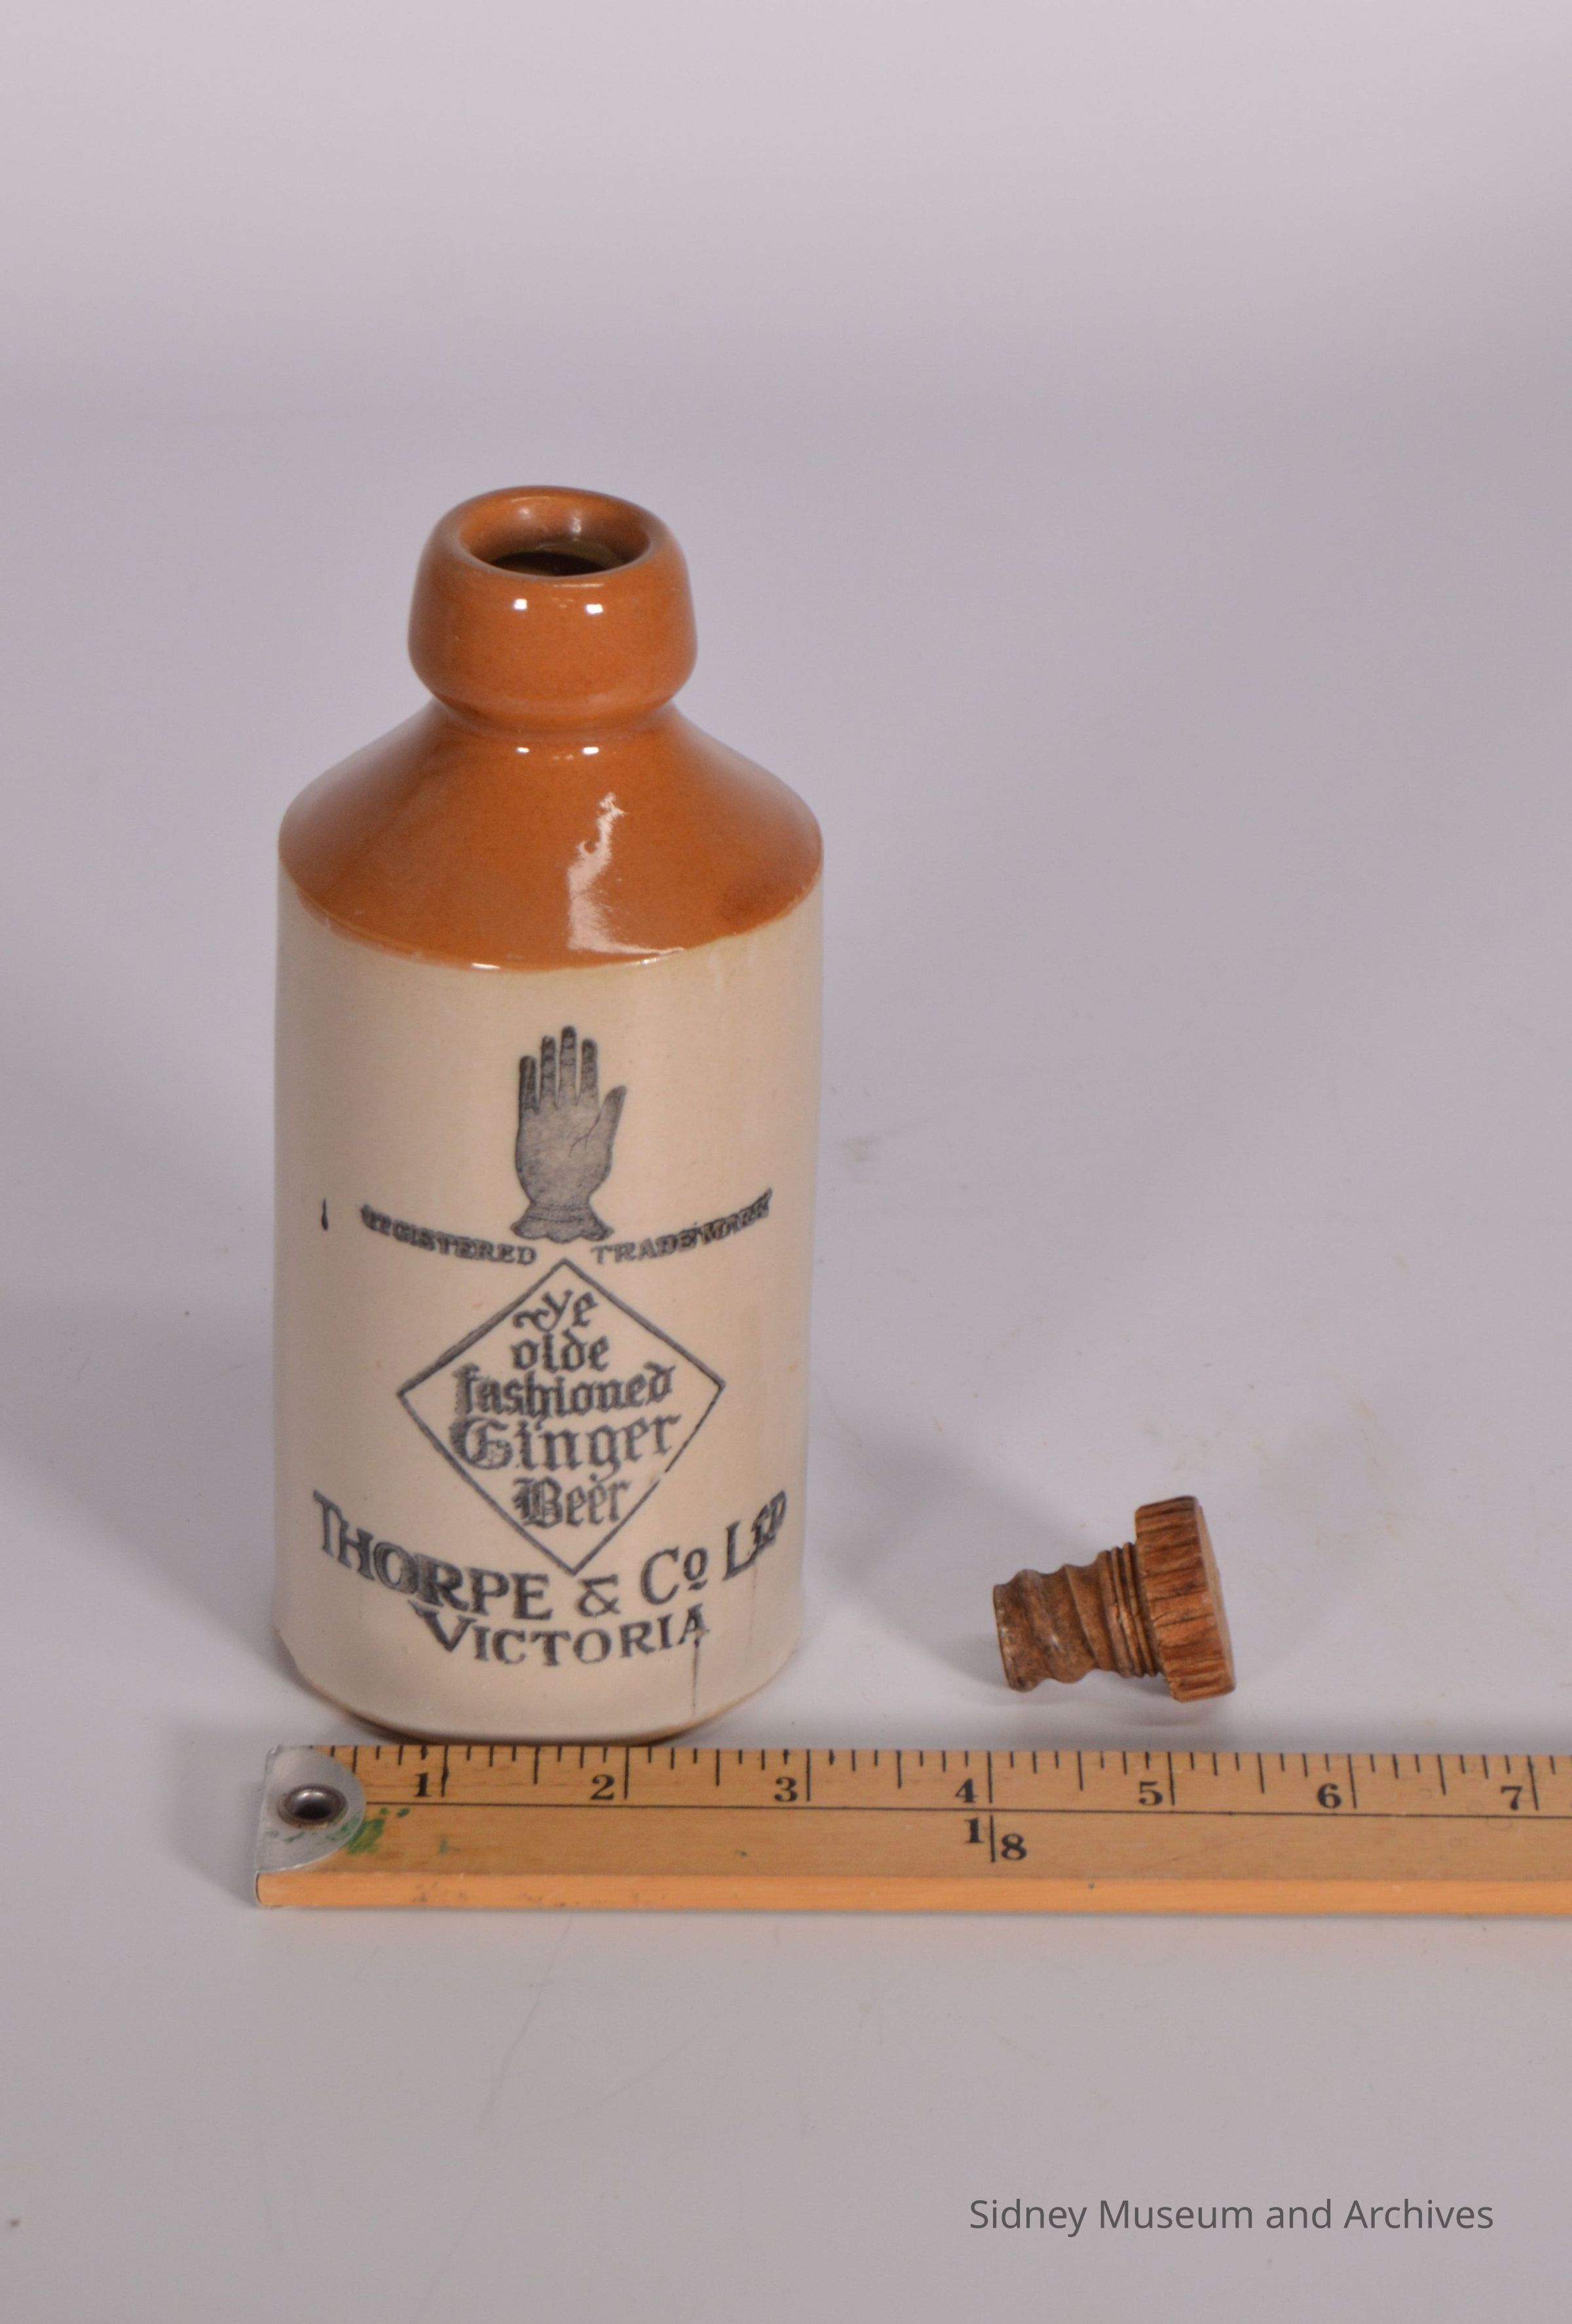 REGISTERED TRADE MARK
ye
olde
fashioned
Ginger
Beer
THORPE & Co LTD
VICTORIA
1 2 3 4 5 6 7
1|8
Sidney Museum and Archives